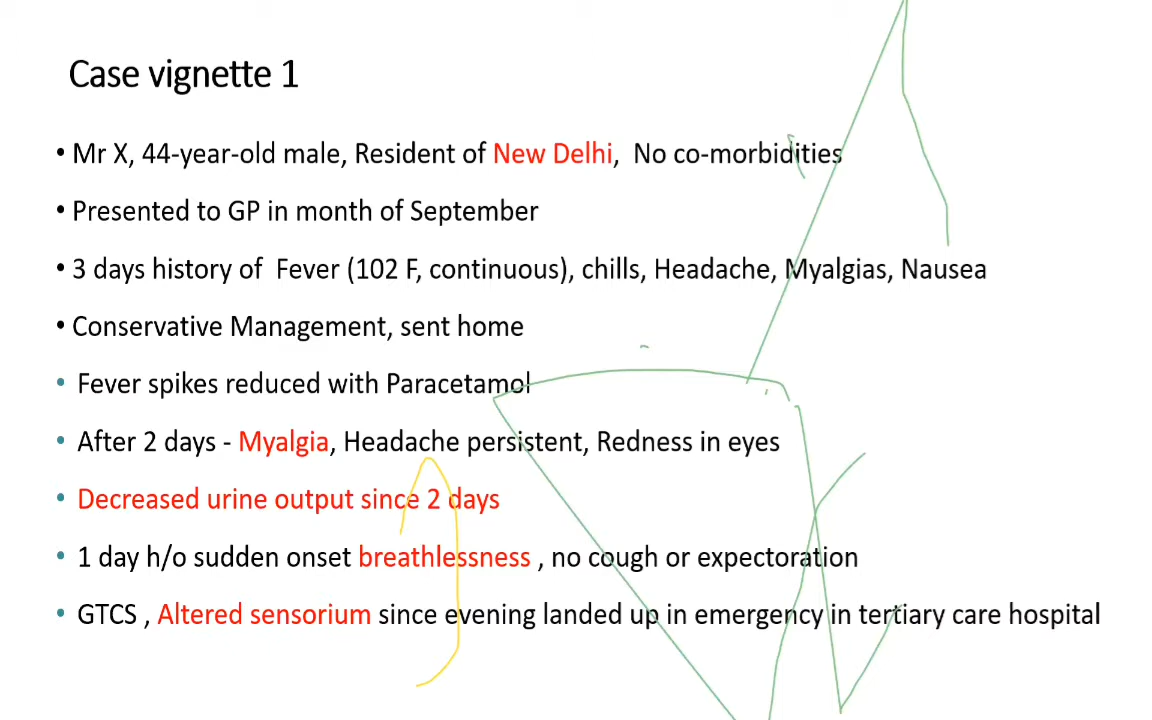 Case vignette 1
• Mr X, 44-year-old male, Resident of New Delhi, No co-morbidities
• Presented to GP in month of September
• 3 days history of Fever (102 F, continuous), chills, Headache, Myalgias, Nausea
• Conservative Management, sent home
• Fever spikes reduced with Paracetamol
• After 2 days - Myalgia, Headache persistent, Redness in eyes
• Decreased urine output since 2 days
• 1 day h/o sudden onset breathlessness , no cough or expectoration
• GTCS , Altered sensorium since evening landed up in emergency in tertiary care hospital